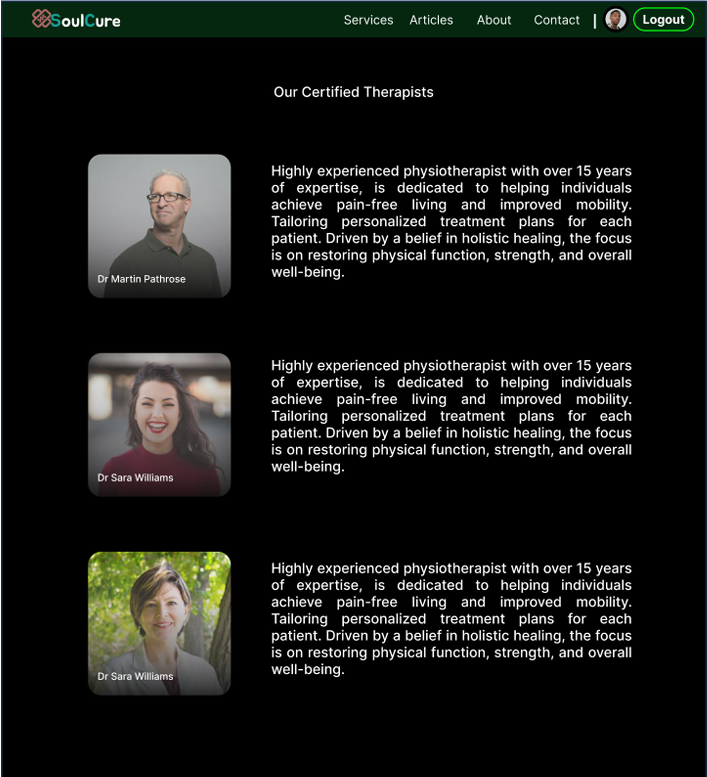 SoulCure Services Articles About Contact | Logout
Our Certified Therapists
Highly experienced physiotherapist with over 15 years
of expertise, is dedicated to helping individuals
achieve pain-free living and improved mobility.
Tailoring personalized treatment plans for each
patient. Driven by a belief in holistic healing, the focus
is on restoring physical function, strength, and overall
well-being.
Dr Martin Pathrose
Highly experienced physiotherapist with over 15 years
of expertise, is dedicated to helping individuals
achieve pain-free living and improved mobility.
Tailoring personalized treatment plans for each
patient. Driven by a belief in holistic healing, the focus
is on restoring physical function, strength, and overall
well-being.
Dr Sara Williams
Highly experienced physiotherapist with over 15 years
of expertise, is dedicated to helping individuals
achieve pain-free living and improved mobility.
Tailoring personalized treatment plans for each
patient. Driven by a belief in holistic healing, the focus
is on restoring physical function, strength, and overall
well-being.
Dr Sara Williams